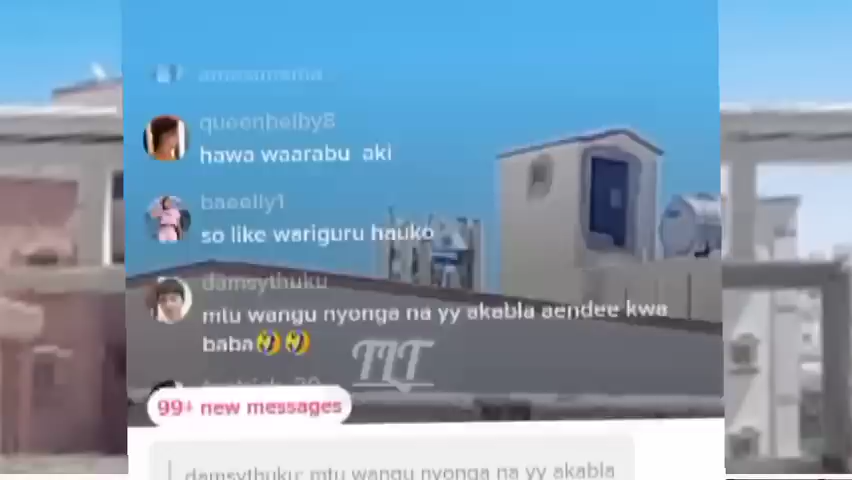 queenhelby8
hawa waarabu aki
baeelly1
so like wariguru hauko
damsythuku
mtu wangu nyonga na yy akabla aendee kwa
baba🤣🤣
TLT
99+ new messages
damsythuku: mtu wangu nyonga na yy akabla